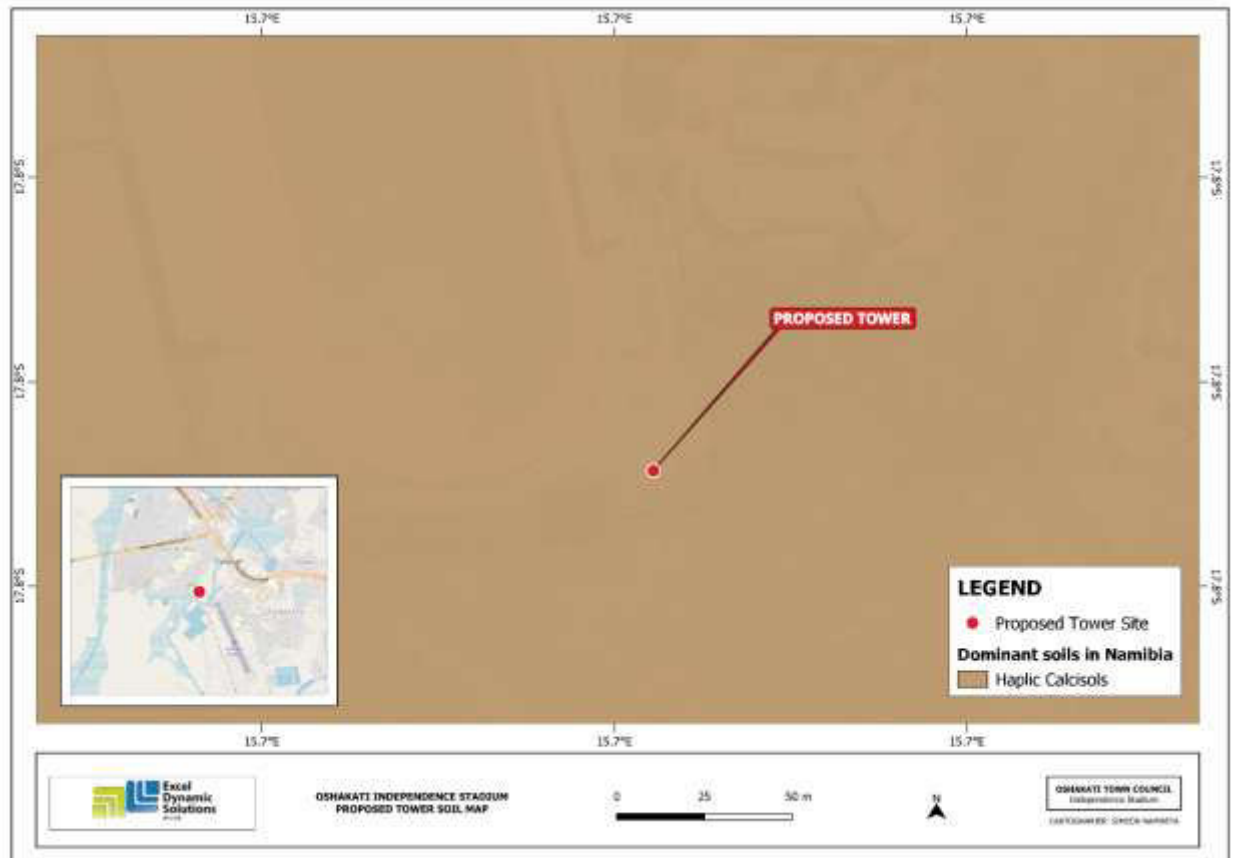 15.7°E 15.7°E 15.7°E
17.8°S 17.8°S
PROPOSED TOWER
17.8°S 17.8°S
17.8°S 17.8°S
LEGEND
Proposed Tower Site
Dominant soils in Namibia
Haplic Calcisols
15.7°E 15.7°E 15.7°E
Excel
Dynamic
Solutions
OSHAKATI INDEPENDENCE STADIUM
PROPOSED TOWER SOIL MAP
0 25 50 m
N
OSHAKATI TOWN COUNCIL
Independence Stadium
CARTOGRAPHER: